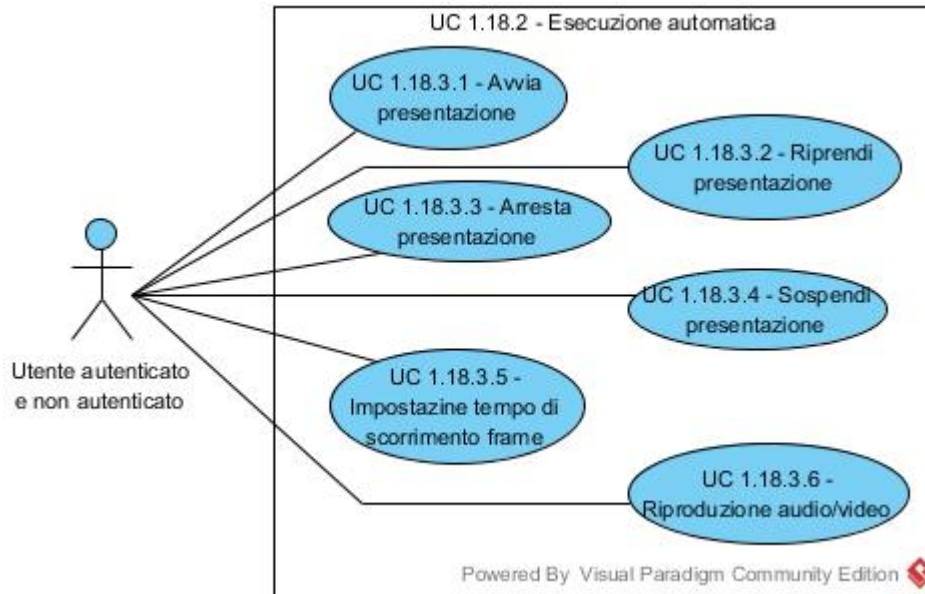 UC 1.18.2 - Esecuzione automatica
UC 1.18.3.1 - Avvia
presentazione
UC 1.18.3.2 - Riprendi
presentazione
UC 1.18.3.3 - Arresta
presentazione
UC 1.18.3.4 - Sospendi
presentazione
Utente autenticato
e non autenticato
UC 1.18.3.5 -
Impostazine tempo di
scorrimento frame
UC 1.18.3.6 -
Riproduzione audio/video
Powered By Visual Paradigm Community Edition